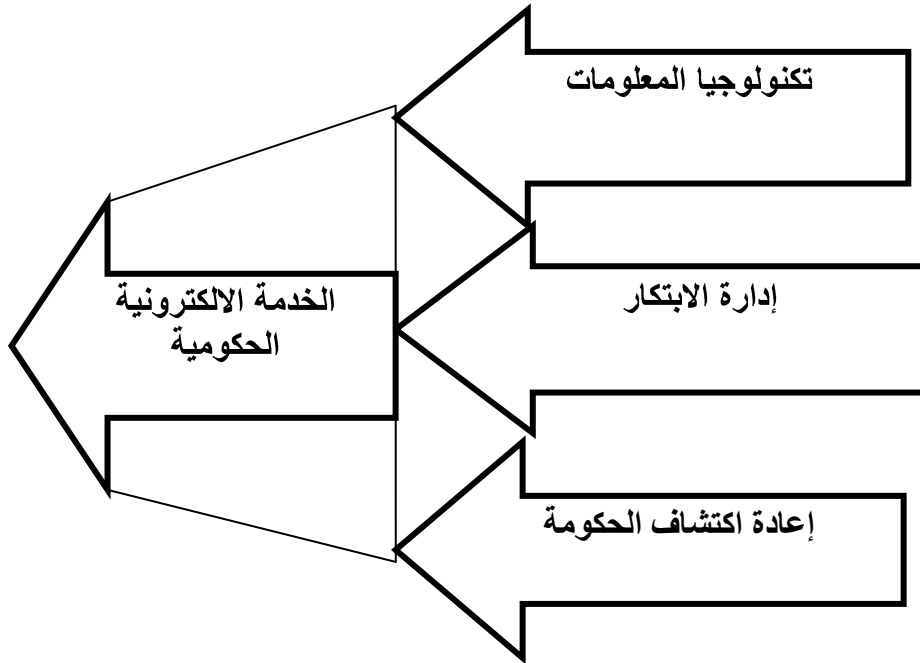 تكنولوجيا المعلومات
إدارة الابتكار
الخدمة الالكترونية
الحكومية
إعادة اكتشاف الحكومة